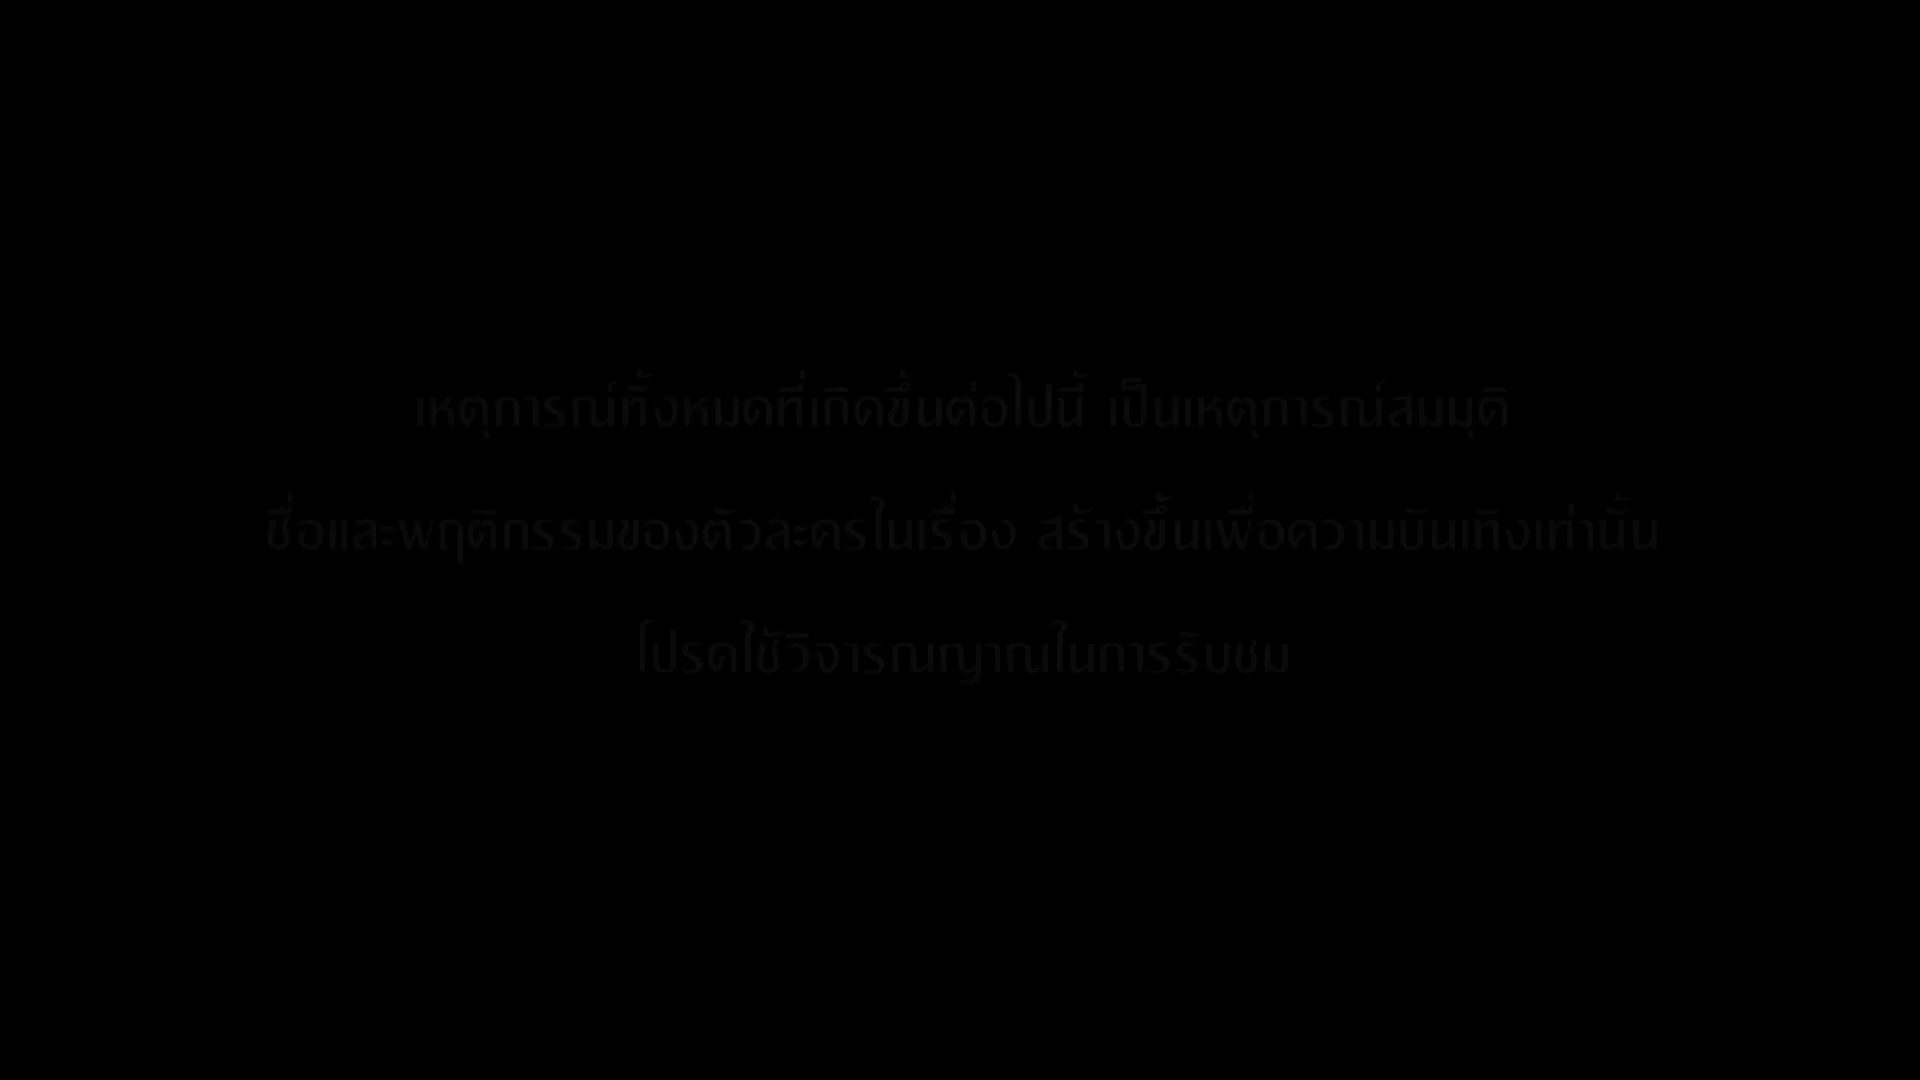 เหตุการณ์ทั้งหมดที่เกิดขึ้นต่อไปนี้ เป็นเหตุการณ์สมมุติ
ชื่อและพฤติกรรมของตัวละครในเรื่อง สร้างขึ้นเพื่อความบันเทิงเท่านั้น
โปรดใช้วิจารณญาณในการรับชม